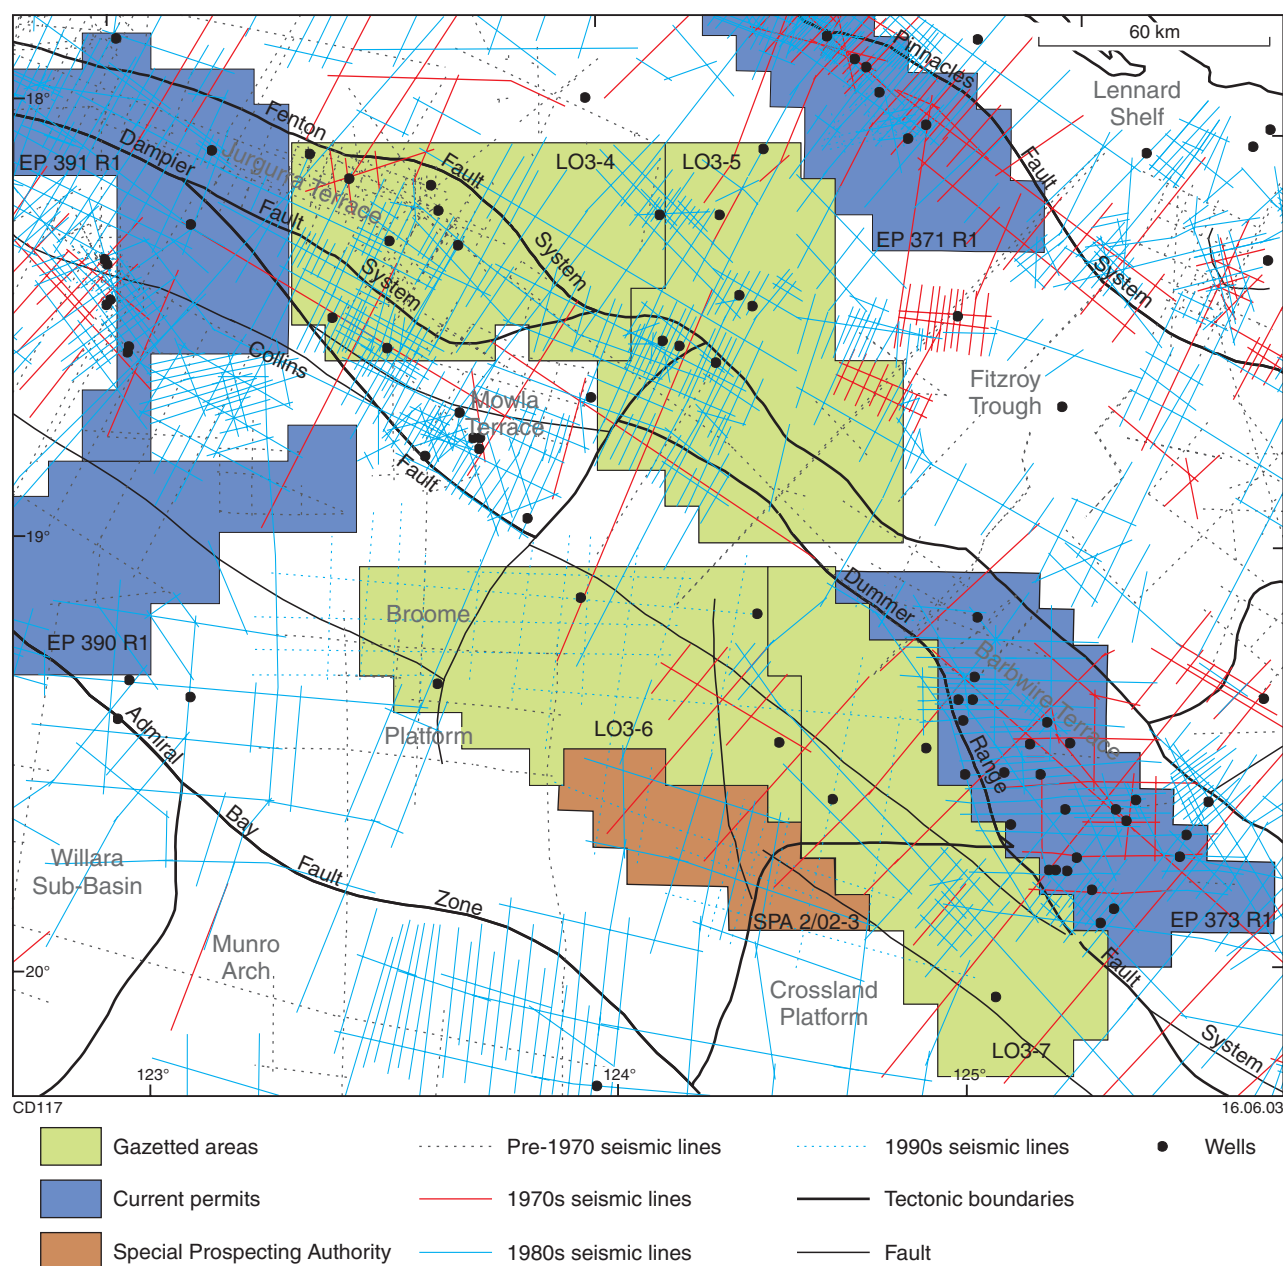 60 km
Pinnacles
Lennard
Shelf
18°
Fenton
Dampier
EP 391 R1
Jurgurra Terrace
Fault
LO3-4
LO3-5
Fault
Fault
System
System
EP 371 R1
System
Collins
Mowla
Terrace
Fitzroy
Trough
Fault
19°
Dummer
Broome
EP 390 R1
Barbwire Terrace
Admiral
Platform
LO3-6
Range
Bay
Willara
Sub-Basin
Fault
Zone
SPA 2/02-3
EP 373 R1
Munro
Arch
20°
Crossland
Platform
Fault
System
LO3-7
123°
124°
125°
CD117
16.06.03
Gazetted areas
Pre-1970 seismic lines
1990s seismic lines
Wells
Current permits
1970s seismic lines
Tectonic boundaries
Special Prospecting Authority
1980s seismic lines
Fault